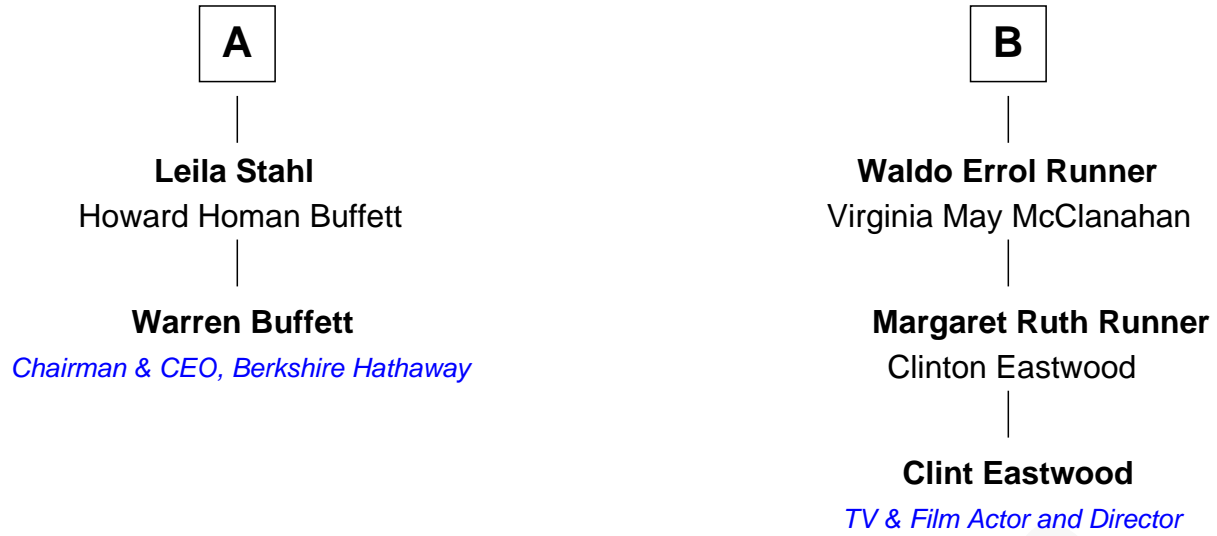 A
Leila Stahl
Howard Homan Buffett
Warren Buffett
Chairman & CEO, Berkshire Hathaway
B
Waldo Errol Runner
Virginia May McClanahan
Margaret Ruth Runner
Clinton Eastwood
Clint Eastwood
TV & Film Actor and Director